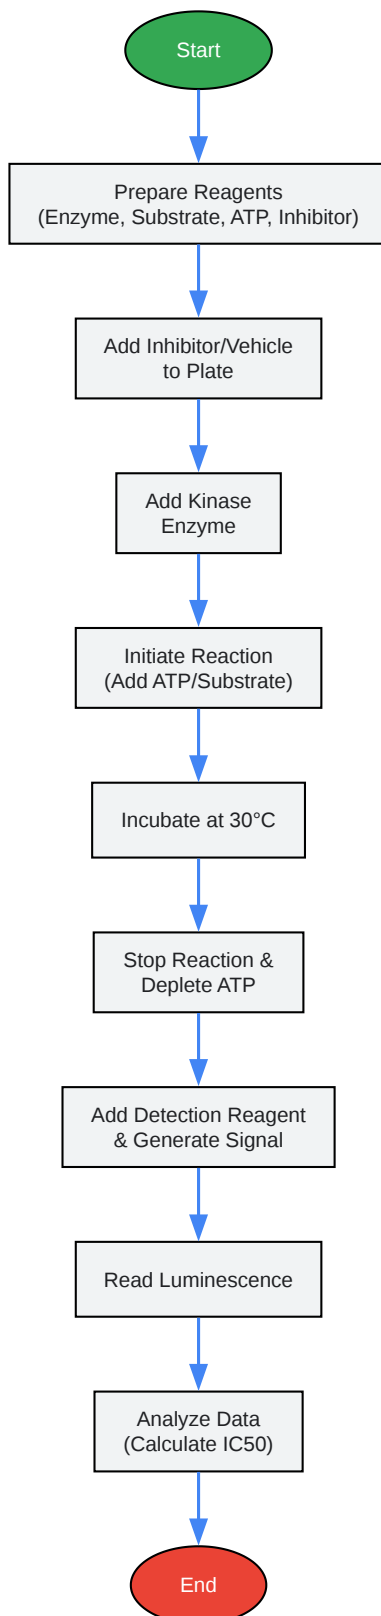 Start
Prepare Reagents
(Enzyme, Substrate, ATP, Inhibitor)
Add Inhibitor/Vehicle
to Plate
Add Kinase
Enzyme
Initiate Reaction
(Add ATP/Substrate)
Incubate at 30°C
Stop Reaction &
Deplete ATP
Add Detection Reagent
& Generate Signal
Read Luminescence
Analyze Data
(Calculate IC50)
End